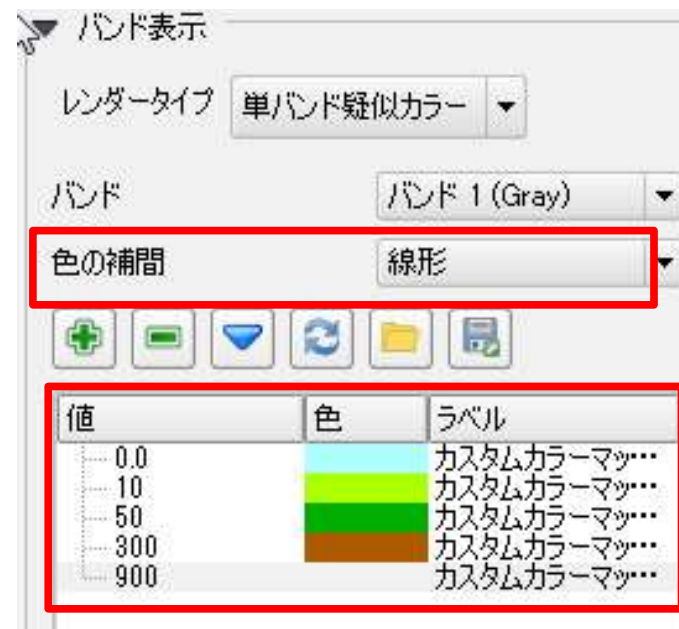 バンド表示
レンダータイプ 単バンド疑似カラー
バンド バンド 1 (Gray)
色の補間 線形
値 色 ラベル
0.0 カスタムカラーマッ…
10 カスタムカラーマッ…
50 カスタムカラーマッ…
300 カスタムカラーマッ…
900 カスタムカラーマッ…